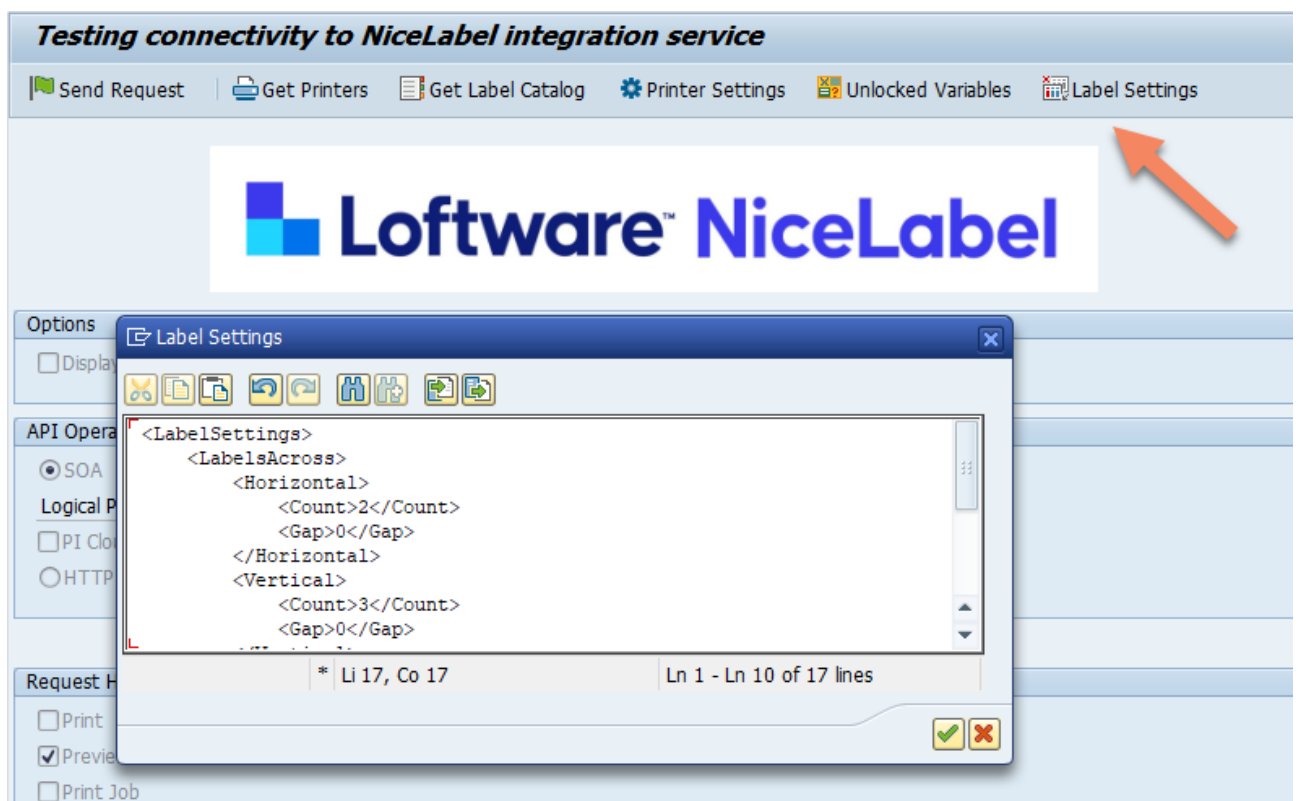 Testing connectivity to NiceLabel integration service
Send Request Get Printers Get Label Catalog Printer Settings Unlocked Variables Label Settings
Loftware™ NiceLabel
Options
Label Settings
Display
API Opera
<LabelSettings>
<LabelsAcross>
<Horizontal>
<Count>2</Count>
<Gap>0</Gap>
</Horizontal>
<Vertical>
<Count>3</Count>
<Gap>0</Gap>
SOA
Logical P
PI Clou
HTTP
* Li 17, Co 17 Ln 1 - Ln 10 of 17 lines
Request H
Print
Previe
Print Job